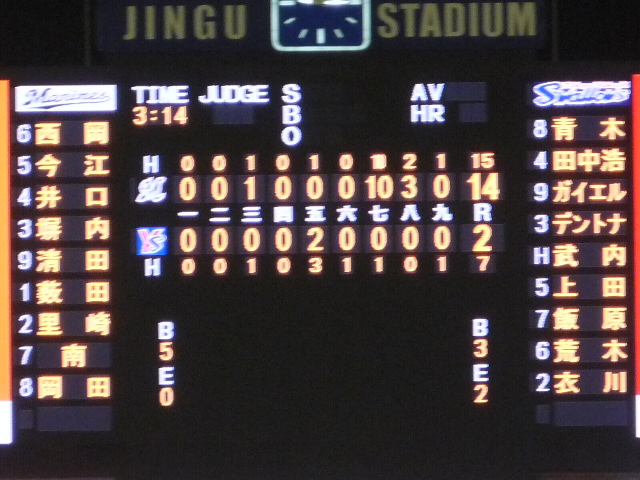 JINGU STADIUM
Marines TIME JUDGE S AV Swallows
3:14 B HR
O
6 西岡
5 今江
4 井口
3 塀内
9 清田
1 数田
2 里崎
7 南
8 岡田
H 0 0 1 0 1 0 2 1 15
M 0 0 1 0 0 0 10 3 0 14
一 二 三 四 五 六 七 八 九 R
YS 0 0 0 0 2 0 0 0 0 2
H 0 0 1 0 3 1 1 0 1 7
B B
5 3
E E
0 2
8 青木
4 田中浩
9 ガイエル
3 デントナ
H 武内
5 上田
7 飯原
6 荒木
2 衣川